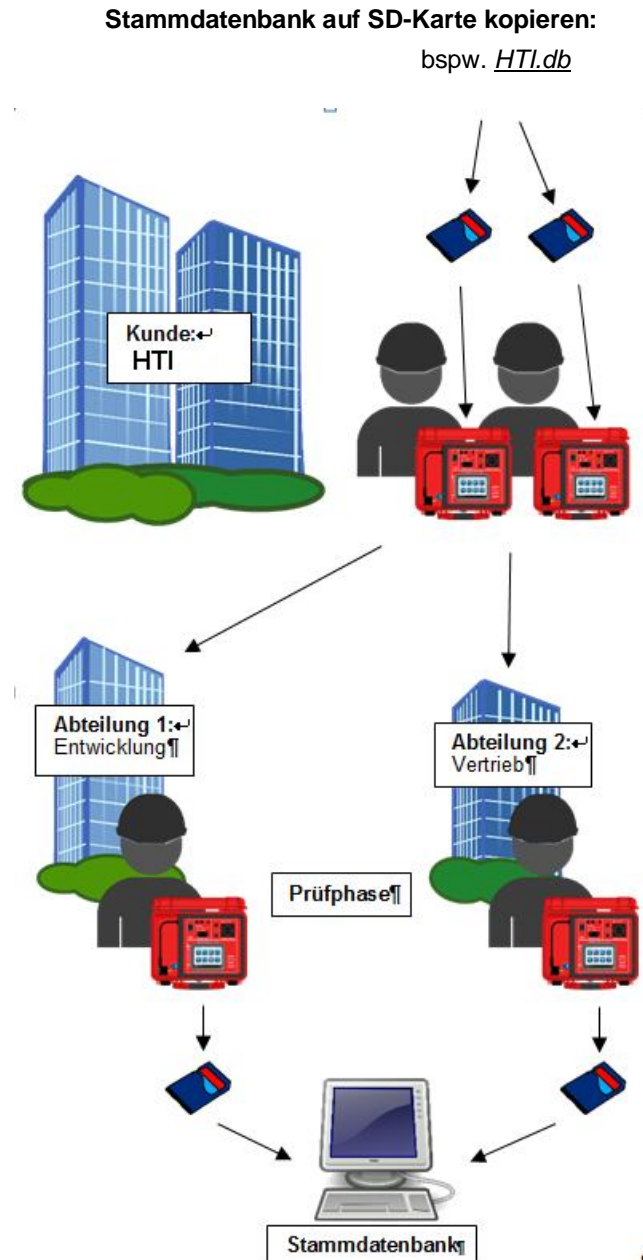 Stammdatenbank auf SD-Karte kopieren:
bspw. HTI.db
Kunde:↵
HTI
Abteilung 1:↵
Entwicklung¶
Abteilung 2:↵
Vertrieb¶
Prüfphase¶
Stammdatenbank¶